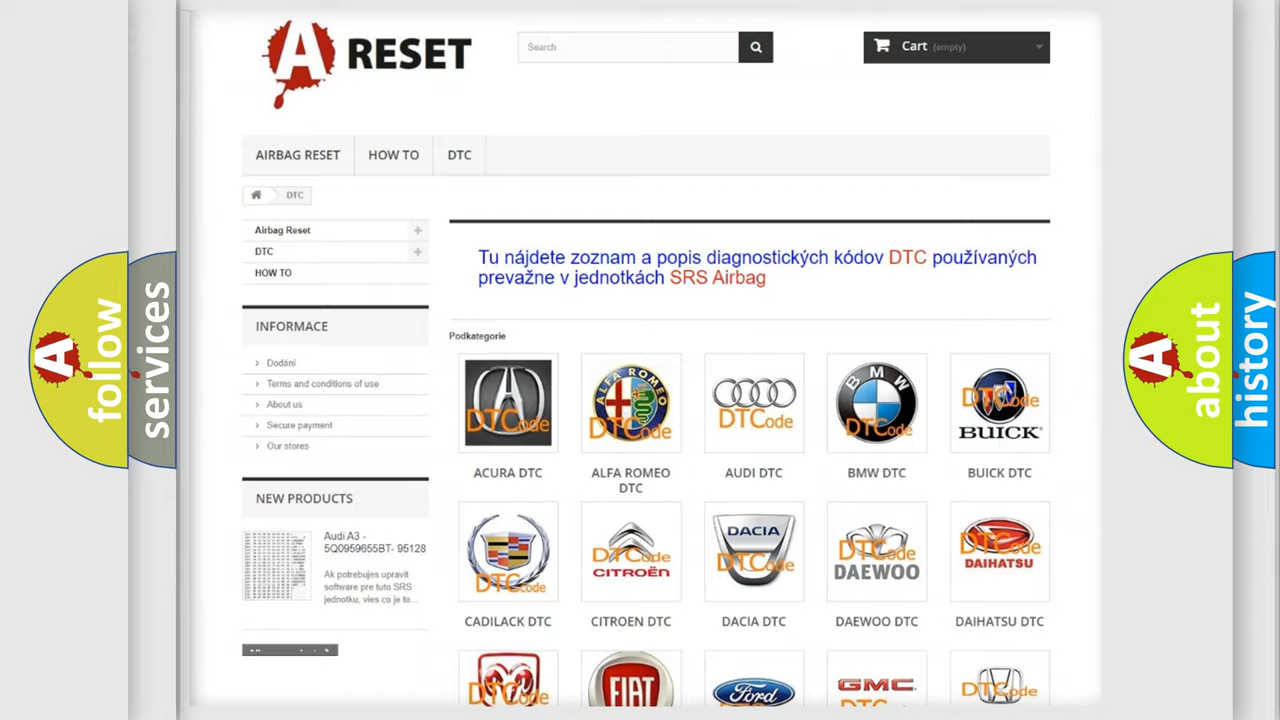 A RESET
Search
Cart (empty)
AIRBAG RESET
HOW TO
DTC
DTC
Airbag Reset
DTC
HOW TO
INFORMACE
Dodání
Terms and conditions of use
About us
Secure payment
Our stores
NEW PRODUCTS
Audi A3 -
5Q0959655BT- 95128
Ak potrebujes upravit
software pre tuto SRS
jednotku, vies co je to...
Tu nájdete zoznam a popis diagnostických kódov DTC používaných
prevažne v jednotkách SRS Airbag
Podkategorie
DTCode
ALFA ROMEO
DTCode
DTCode
BMW
DTCode
DTCode
BUICK
ACURA DTC
ALFA ROMEO
DTC
AUDI DTC
BMW DTC
BUICK DTC
DTCode
DTCode
CITROËN
DACIA
DTCode
DTCode
DAEWOO
DTCode
DAIHATSU
CADILACK DTC
CITROEN DTC
DACIA DTC
DAEWOO DTC
DAIHATSU DTC
DTCode
FIAT
Ford
GMC
DTCode
A follow
services
A about
history